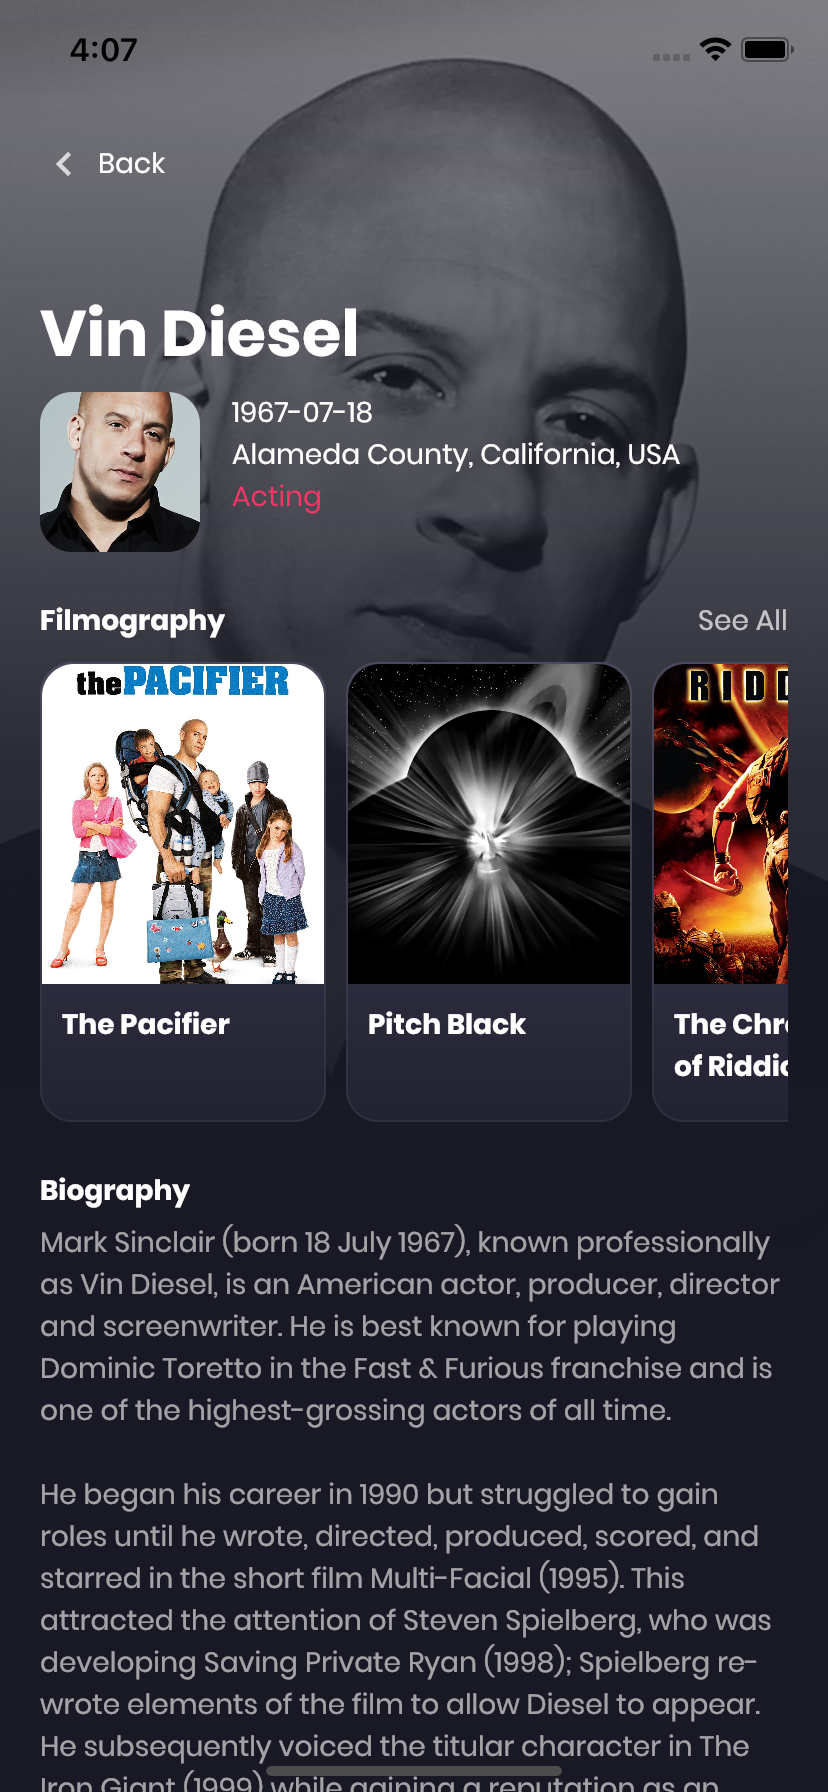 4:07
Back
Vin Diesel
1967-07-18
Alameda County, California, USA
Acting
Filmography
See All
the PACIFIER
RIDD
The Pacifier
Pitch Black
The Chr
of Riddic
Biography
Mark Sinclair (born 18 July 1967), known professionally
as Vin Diesel, is an American actor, producer, director
and screenwriter. He is best known for playing
Dominic Toretto in the Fast & Furious franchise and is
one of the highest-grossing actors of all time.
He began his career in 1990 but struggled to gain
roles until he wrote, directed, produced, scored, and
starred in the short film Multi-Facial (1995). This
attracted the attention of Steven Spielberg, who was
developing Saving Private Ryan (1998); Spielberg re-
wrote elements of the film to allow Diesel to appear.
He subsequently voiced the titular character in The
Iron Giant (1999) while gaining a reputation as an